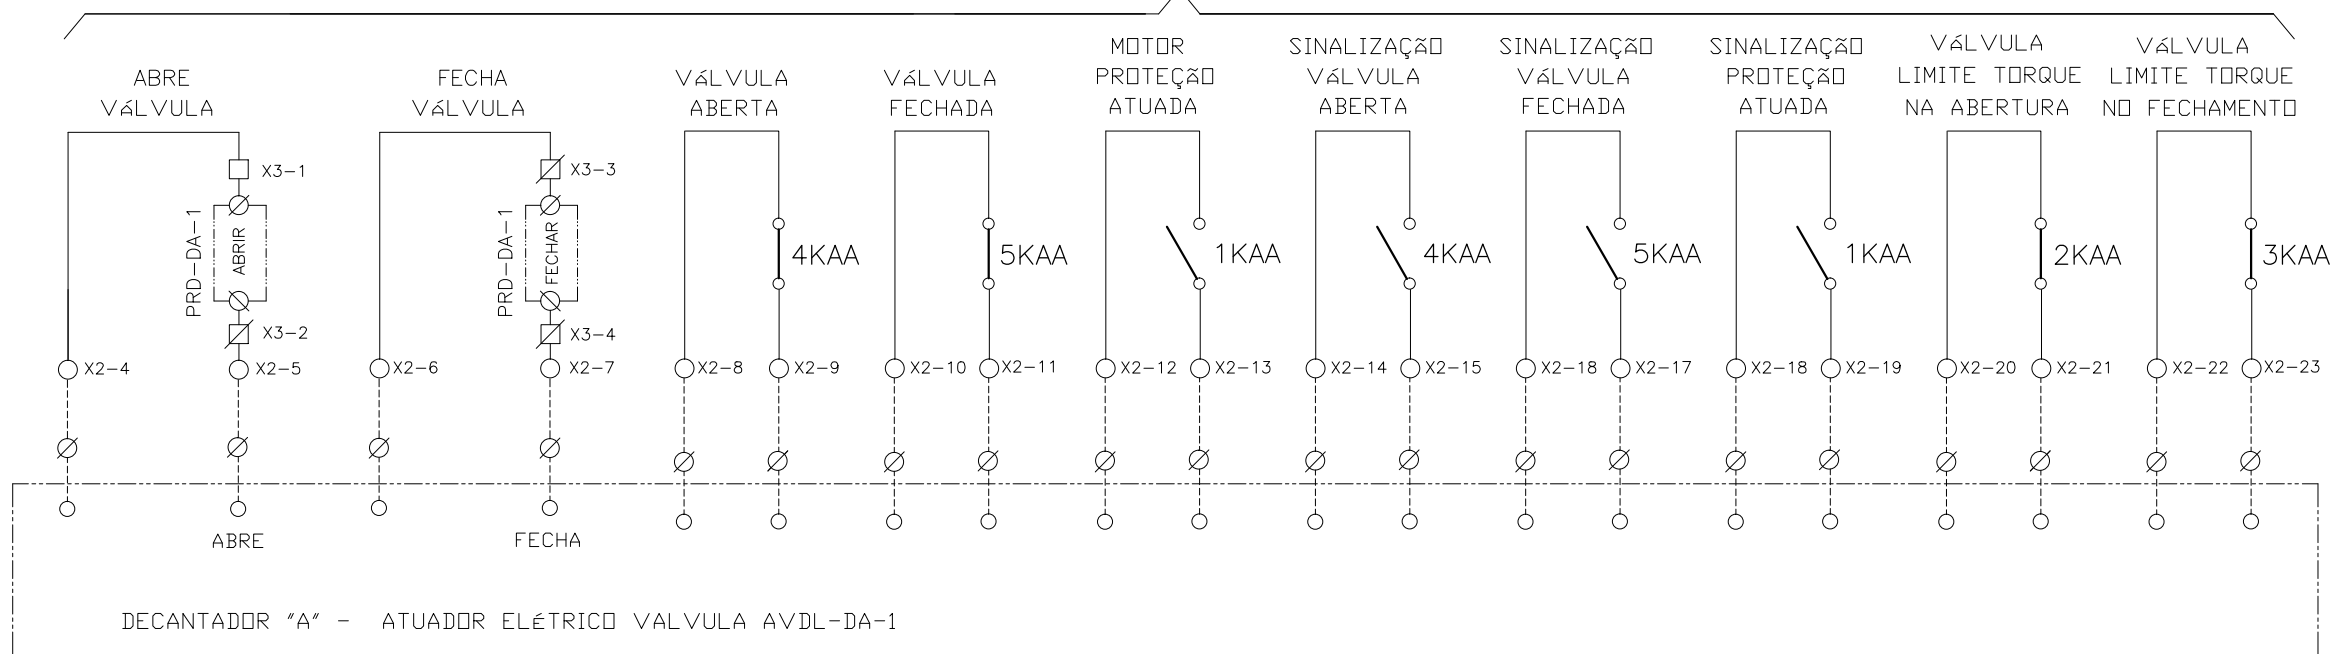 ABRE
VáLVULA
FECHA
VáLVULA
VáLVULA
ABERTA
VáLVULA
FECHADA
MOTOR
PROTEÇãO
ATUADA
SINALIZAÇãO
VáLVULA
ABERTA
SINALIZAÇãO
VáLVULA
FECHADA
SINALIZAÇãO
PROTEÇãO
ATUADA
VáLVULA
LIMITE TORQUE
NA ABERTURA
VáLVULA
LIMITE TORQUE
NO FECHAMENTO
X3-1
PRD-DA-1
ABRIR
X3-2
X3-3
PRD-DA-1
FECHAR
X3-4
4KAA
5KAA
1KAA
4KAA
5KAA
1KAA
2KAA
3KAA
X2-4
X2-5
X2-6
X2-7
X2-8
X2-9
X2-10
X2-11
X2-12
X2-13
X2-14
X2-15
X2-18
X2-17
X2-18
X2-19
X2-20
X2-21
X2-22
X2-23
ABRE
FECHA
DECANTADOR "A" - ATUADOR ELéTRICO VALVULA AVDL-DA-1